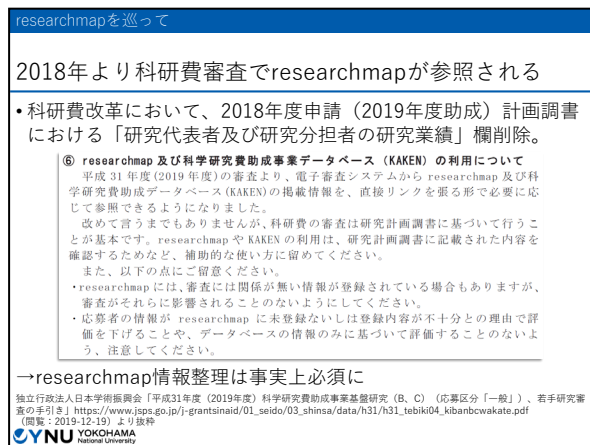 researchmapを巡って
2018年より科研費審査でresearchmapが参照される
• 科研費改革において、2018年度申請（2019年度助成）計画調書
における「研究代表者及び研究分担者の研究業績」欄削除。
⑥ researchmap 及び科学研究費助成事業データベース（KAKEN）の利用について
平成 31 年度(2019 年度)の審査より、電子審査システムから researchmap 及び科
学研究費助成データベース(KAKEN)の掲載情報を、直接リンクを張る形で必要に応
じて参照できるようになりました。
改めて言うまでもありませんが、科研費の審査は研究計画調書に基づいて行うこ
とが基本です。researchmap や KAKEN の利用は、研究計画調書に記載された内容を
確認するためなど、補助的な使い方に留めてください。
また、以下の点にご留意ください。
・researchmap には、審査には関係が無い情報が登録されている場合もありますが、
審査がそれらに影響されることのないようにしてください。
・応募者の情報が researchmap に未登録ないしは登録内容が不十分との理由で評
価を下げることや、データベースの情報のみに基づいて評価することのないよ
う、注意してください。
→researchmap情報整理は事実上必須に
独立行政法人日本学術振興会「平成31年度（2019年度）科学研究費助成事業基盤研究（B、C）（応募区分「一般」）、若手研究審
査の手引き」https://www.jsps.go.jp/j-grantsinaid/01_seido/03_shinsa/data/h31/h31_tebiki04_kibanbcwakate.pdf
（閲覧：2019-12-19）より抜粋
YNU YOKOHAMA
National University